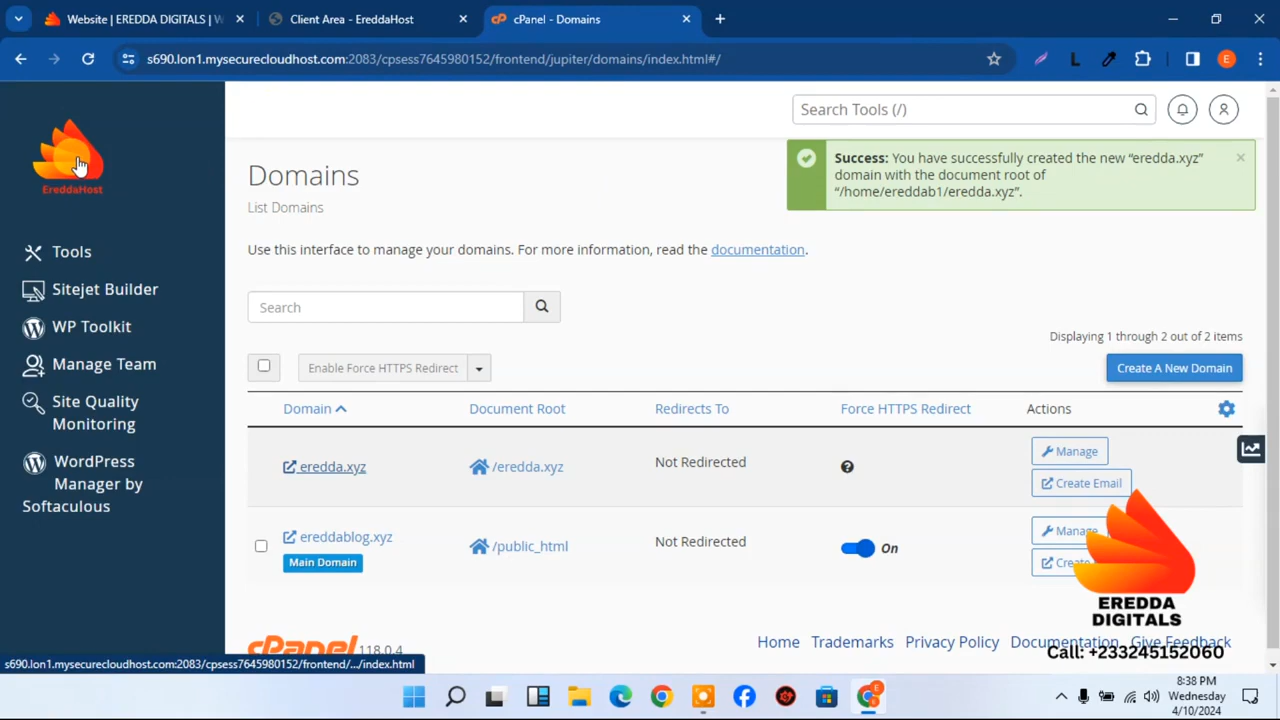 Website | EREDDA DIGITALS | W
Client Area - EreddaHost
cPanel - Domains
s690.lon1.mysecurecloudhost.com:2083/cpsess7645980152/frontend/jupiter/domains/index.html#/
E
EreddaHost
Search Tools (/)
Success: You have successfully created the new “eredda.xyz”
domain with the document root of
“/home/ereddab1/eredda.xyz”.
Domains
List Domains
Use this interface to manage your domains. For more information, read the documentation.
Tools
Sitejet Builder
WP Toolkit
Manage Team
Site Quality
Monitoring
WordPress
Manager by
Softaculous
Search
Displaying 1 through 2 out of 2 items
Enable Force HTTPS Redirect
Create A New Domain
Domain
Document Root
Redirects To
Force HTTPS Redirect
Actions
eredda.xyz
/eredda.xyz
Not Redirected
Manage
Create Email
ereddablog.xyz
Main Domain
/public_html
Not Redirected
On
Manage
Create
EREDDA
DIGITALS
Call: +233245152060
cPanel 118.0.4
Home Trademarks Privacy Policy Documentation Give Feedback
s690.lon1.mysecurecloudhost.com:2083/cpsess7645980152/frontend/.../index.html
8:38 PM
Wednesday
4/10/2024